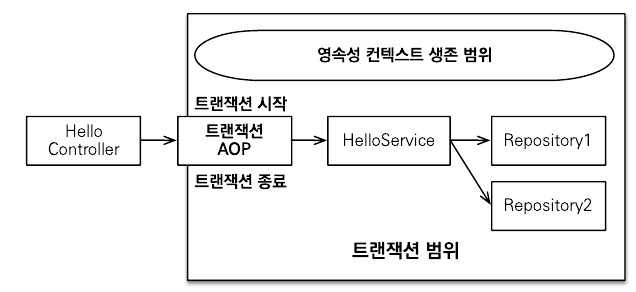 영속성 컨텍스트 생존 범위
트랜잭션 시작
Hello
Controller
트랜잭션
AOP
HelloService
Repository1
트랜잭션 종료
Repository2
트랜잭션 범위